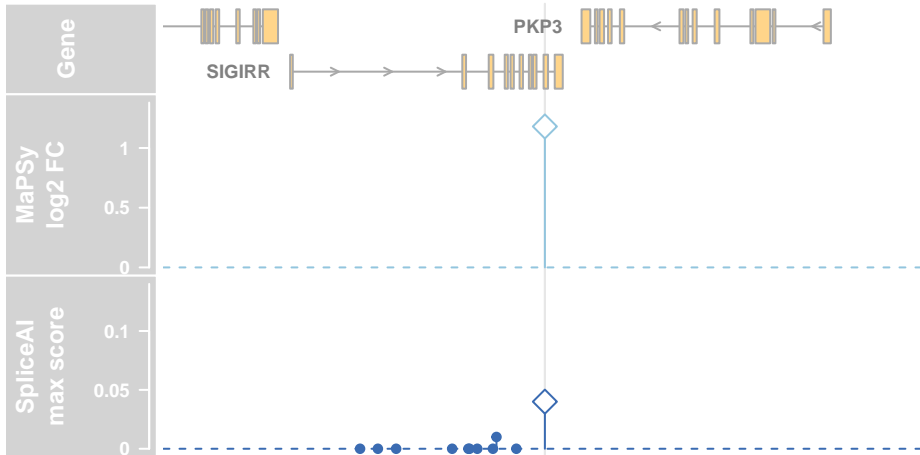 Gene
PKP3
SIGIRR
MaPSy
log2 FC
1
0.5
0
SpliceAI
max score
0.1
0.05
0